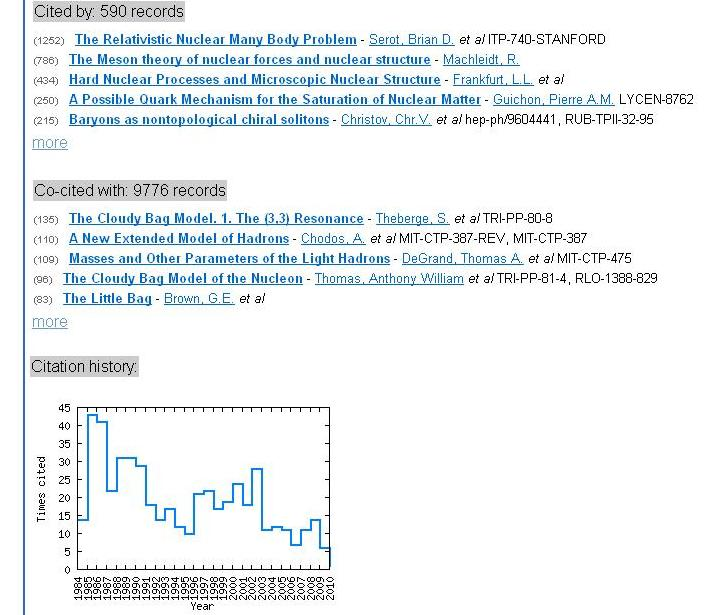 Cited by: 590 records
(1252) The Relativistic Nuclear Many Body Problem - Serot, Brian D. et al ITP-740-STANFORD
(786) The Meson theory of nuclear forces and nuclear structure - Machleidt, R.
(434) Hard Nuclear Processes and Microscopic Nuclear Structure - Frankfurt, L.L. et al
(250) A Possible Quark Mechanism for the Saturation of Nuclear Matter - Guichon, Pierre A.M. LYCEN-8762
(215) Baryons as nontopological chiral solitons - Christov, Chr.V. et al hep-ph/9604441, RUB-TPII-32-95
more
Co-cited with: 9776 records
(135) The Cloudy Bag Model. 1. The (3,3) Resonance - Theberge, S. et al TRI-PP-80-8
(110) A New Extended Model of Hadrons - Chodos, A. et al MIT-CTP-387-REV, MIT-CTP-387
(109) Masses and Other Parameters of the Light Hadrons - DeGrand, Thomas A. et al MIT-CTP-475
(96) The Cloudy Bag Model of the Nucleon - Thomas, Anthony William et al TRI-PP-81-4, RLO-1388-829
(83) The Little Bag - Brown, G.E. et al
more
Citation history:
45
40
35
30
25
20
15
10
5
0
Times cited
1984 1985 1986 1987 1988 1989 1990 1991 1992 1993 1994 1995 1996 1997 1998 1999 2000 2001 2002 2003 2004 2005 2006 2007 2008 2009 2010
Year